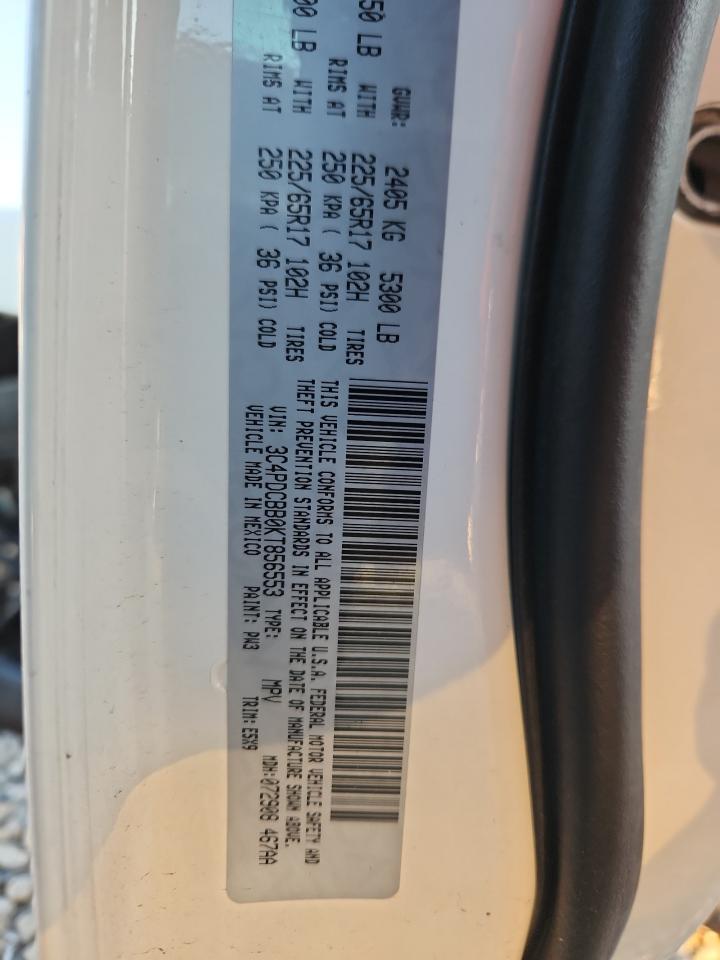 GVWR: 2405 KG 5300 LB
50 LB WITH 225/65R17 102H TIRES
RIMS AT 250 KPA ( 36 PSI) COLD
00 LB WITH 225/65R17 102H TIRES
RIMS AT 250 KPA ( 36 PSI) COLD
THIS VEHICLE CONFORMS TO ALL APPLICABLE U.S.A. FEDERAL MOTOR VEHICLE SAFETY AND
THEFT PREVENTION STANDARDS IN EFFECT ON THE DATE OF MANUFACTURE SHOWN ABOVE.
VIN: 3C4PDCBB0KT856553 TYPE: MPV MDH:072908 467AA
VEHICLE MADE IN MEXICO PAINT: PW3 TRIM: E5X9